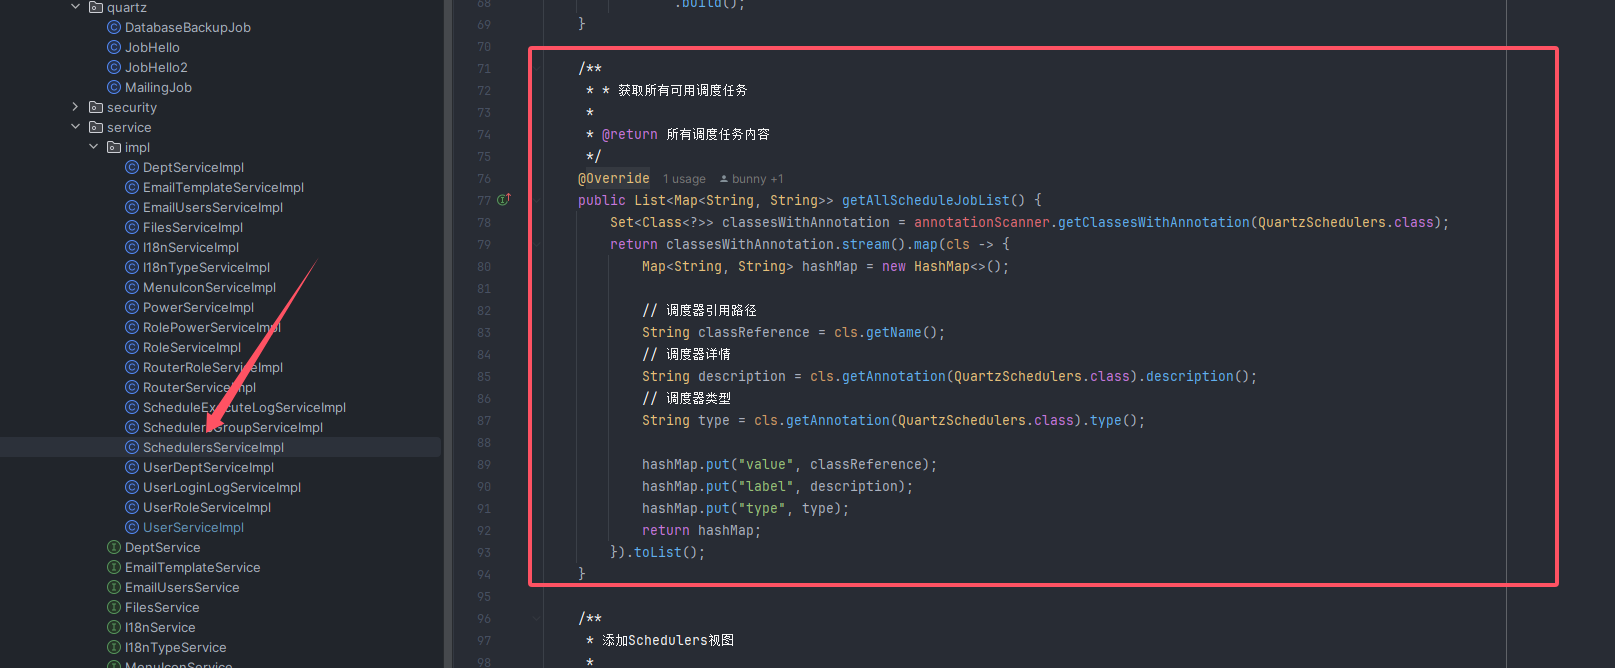 quartz
DatabaseBackupJob
JobHello
JobHello2
MailingJob
security
service
impl
DeptServiceImpl
EmailTemplateServiceImpl
EmailUsersServiceImpl
FilesServiceImpl
I18nServiceImpl
I18nTypeServiceImpl
MenuIconServiceImpl
PowerServiceImpl
RolePowerServiceImpl
RoleServiceImpl
RouterRoleServiceImpl
RouterServiceImpl
ScheduleExecuteLogServiceImpl
SchedulersGroupServiceImpl
SchedulersServiceImpl
UserDeptServiceImpl
UserLoginLogServiceImpl
UserRoleServiceImpl
UserServiceImpl
DeptService
EmailTemplateService
EmailUsersService
FilesService
I18nService
I18nTypeService
MenuIconService
68 .build();
69 }
70
71 /**
72 * * 获取所有可用调度任务
73 *
74 * @return 所有调度任务内容
75 */
76 @Override 1 usage bunny +1
77 public List<Map<String, String>> getAllScheduleJobList() {
78 Set<Class<?>> classesWithAnnotation = annotationScanner.getClassesWithAnnotation(QuartzSchedulers.class);
79 return classesWithAnnotation.stream().map(cls -> {
80 Map<String, String> hashMap = new HashMap<>();
81
82 // 调度器引用路径
83 String classReference = cls.getName();
84 // 调度器详情
85 String description = cls.getAnnotation(QuartzSchedulers.class).description();
86 // 调度器类型
87 String type = cls.getAnnotation(QuartzSchedulers.class).type();
88
89 hashMap.put("value", classReference);
90 hashMap.put("label", description);
91 hashMap.put("type", type);
92 return hashMap;
93 }).toList();
94 }
95
96 /**
97 * 添加Schedulers视图
98 *